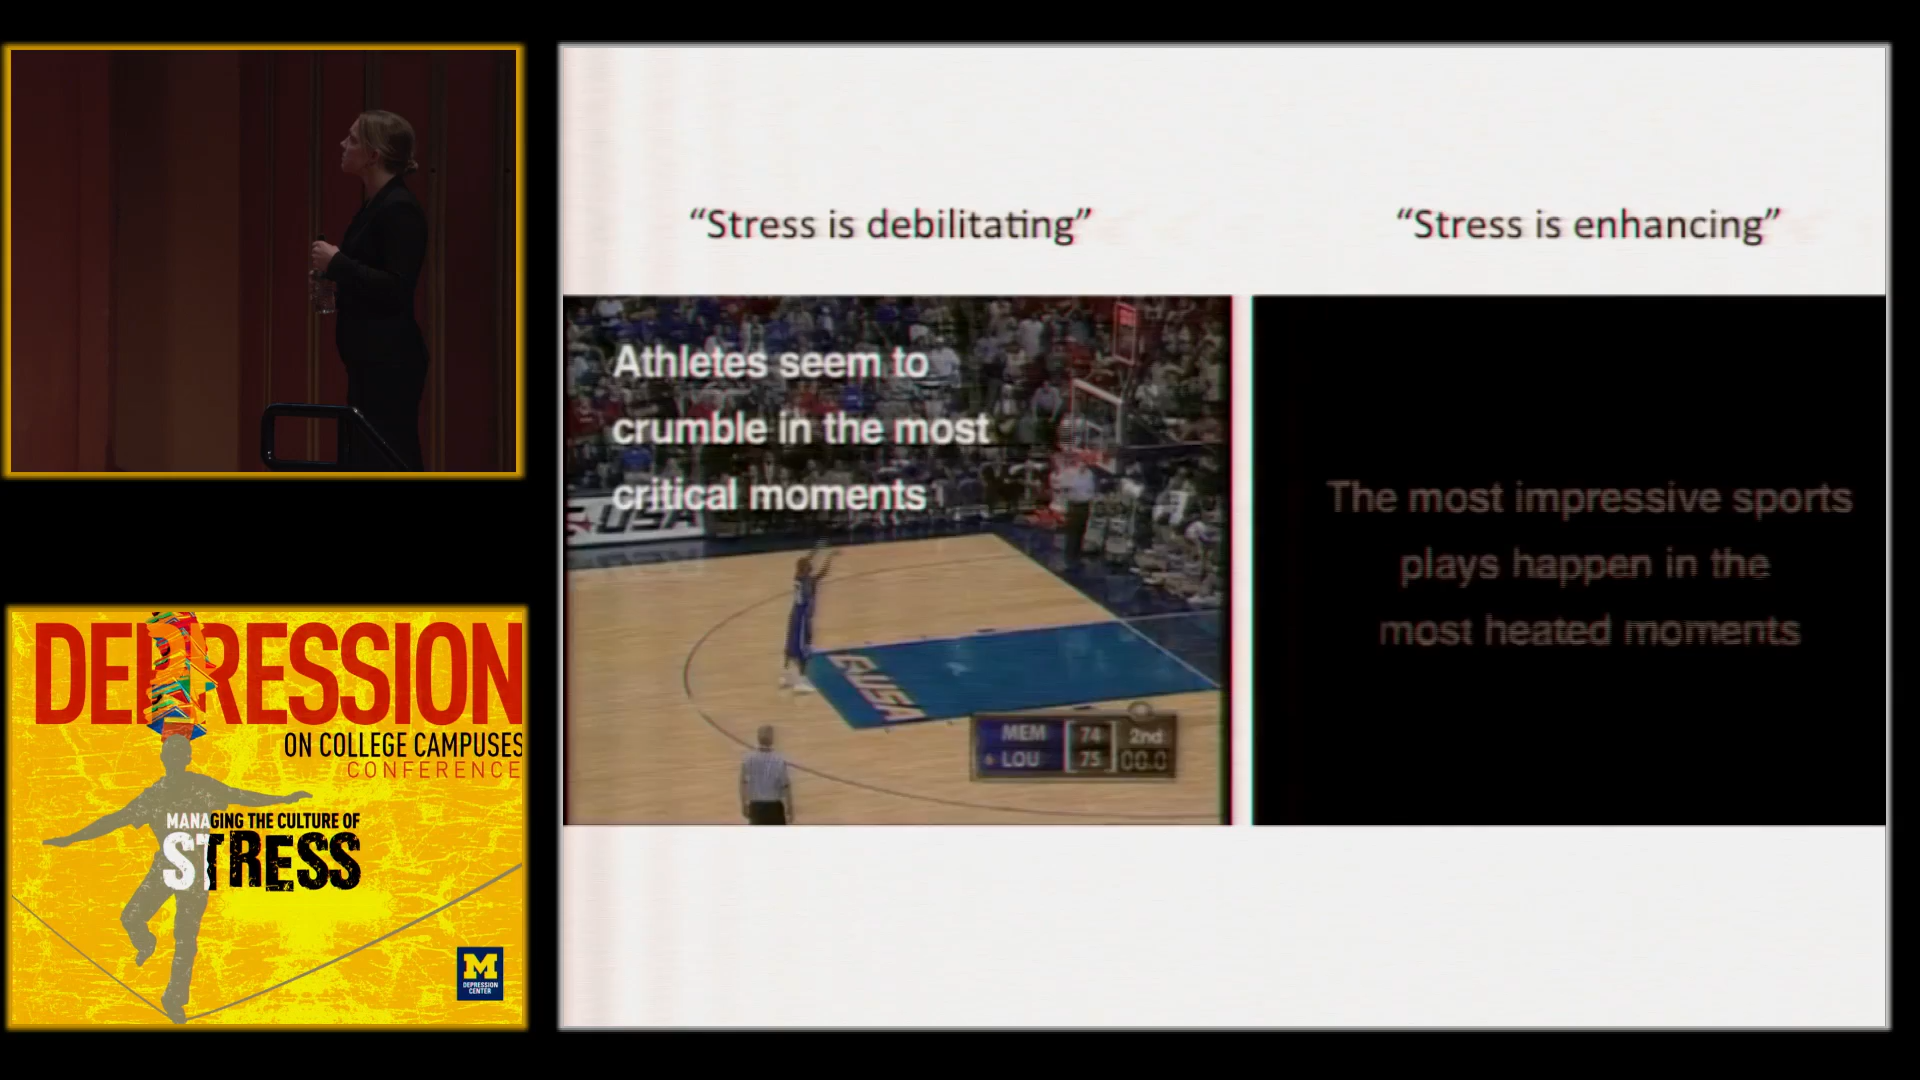 “Stress is debilitating”
“Stress is enhancing”
Athletes seem to
crumble in the most
critical moments
USA
The most impressive sports
plays happen in the
most heated moments
C-USA
MEM 74 2nd
LOU 75 00.0
DEPRESSION
ON COLLEGE CAMPUSES
CONFERENCE
MANAGING THE CULTURE OF
STRESS
M
DEPRESSION
CENTER